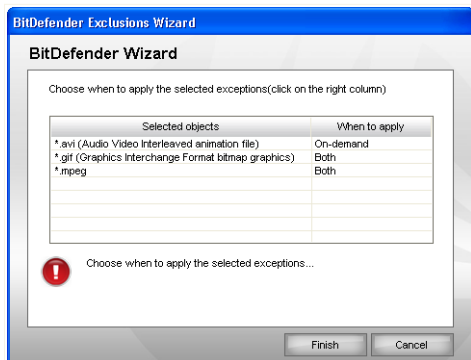 BitDefender Exclusions Wizard
BitDefender Wizard
Choose when to apply the selected exceptions(click on the right column)
Selected objects When to apply
*.avi (Audio Video Interleaved animation file) On-demand
*.gif (Graphics Interchange Format bitmap graphics) Both
*.mpeg Both
Choose when to apply the selected exceptions...
Finish Cancel